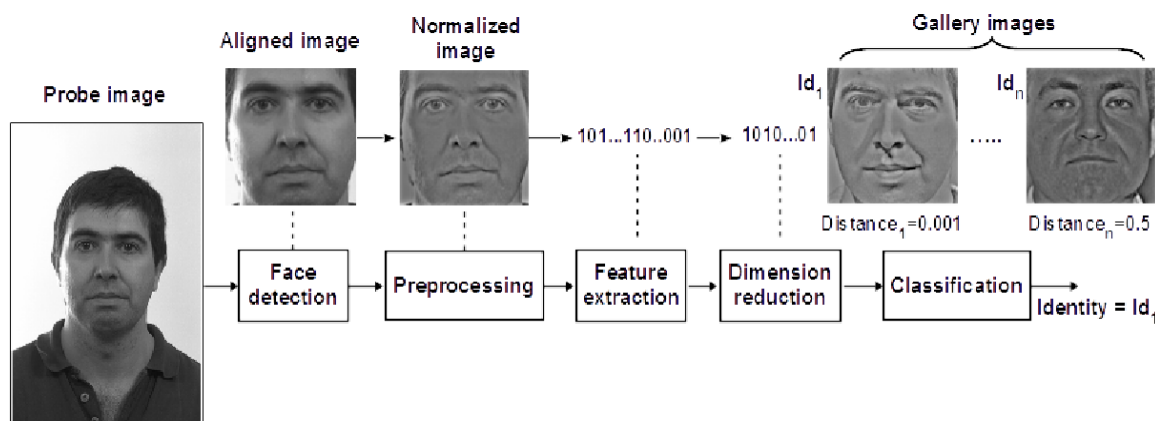 Probe image
Aligned image
Normalized
image
Gallery images
Id1
Idn
101...110..001
1010...01
.....
Distance1=0.001
Distancen=0.5
Face
detection
Preprocessing
Feature
extraction
Dimension
reduction
Classification
Identity = Id1